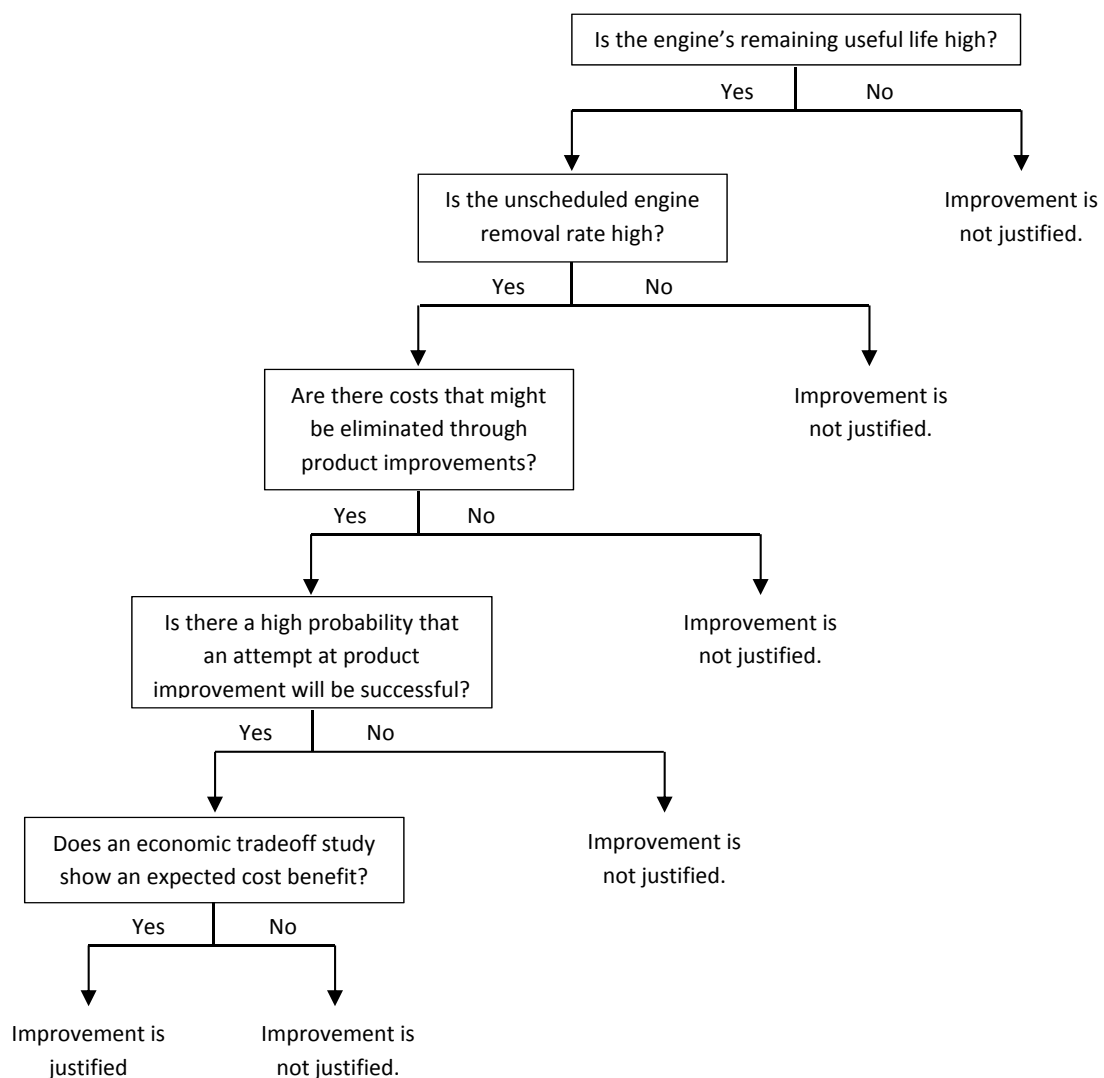 Is the engine’s remaining useful life high?
Yes No
Is the unscheduled engine
removal rate high?
Improvement is
not justified.
Yes No
Are there costs that might
be eliminated through
product improvements?
Improvement is
not justified.
Yes No
Is there a high probability that
an attempt at product
improvement will be successful?
Improvement is
not justified.
Yes No
Does an economic tradeoff study
show an expected cost benefit?
Improvement is
not justified.
Yes No
Improvement is
justified
Improvement is
not justified.